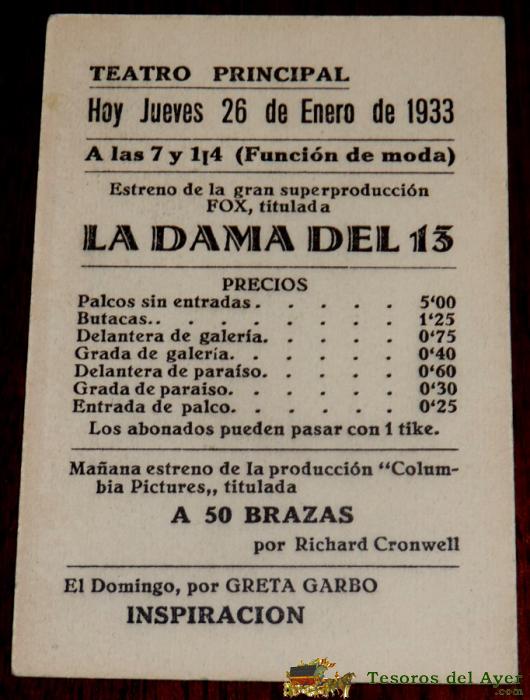 TEATRO PRINCIPAL
Hoy Jueves 26 de Enero de 1933
A las 7 y 1┆4 (Función de moda)
Estreno de la gran superproducción
FOX, titulada
LA DAMA DEL 13
PRECIOS
Palcos sin entradas. . . . . . 5'00
Butacas.. . . . . . . . . 1'25
Delantera de galería. . . . . . 0'75
Grada de galería. . . . . . . 0'40
Delantera de paraíso. . . . . . 0'60
Grada de paraiso. . . . . . 0'30
Entrada de palco. . . . . . . 0'25
Los abonados pueden pasar con 1 tike.
Mañana estreno de la producción “Colum-
bia Pictures„ titulada
A 50 BRAZAS
por Richard Cronwell
El Domingo, por GRETA GARBO
INSPIRACION
Tesoros del Ayer
.com